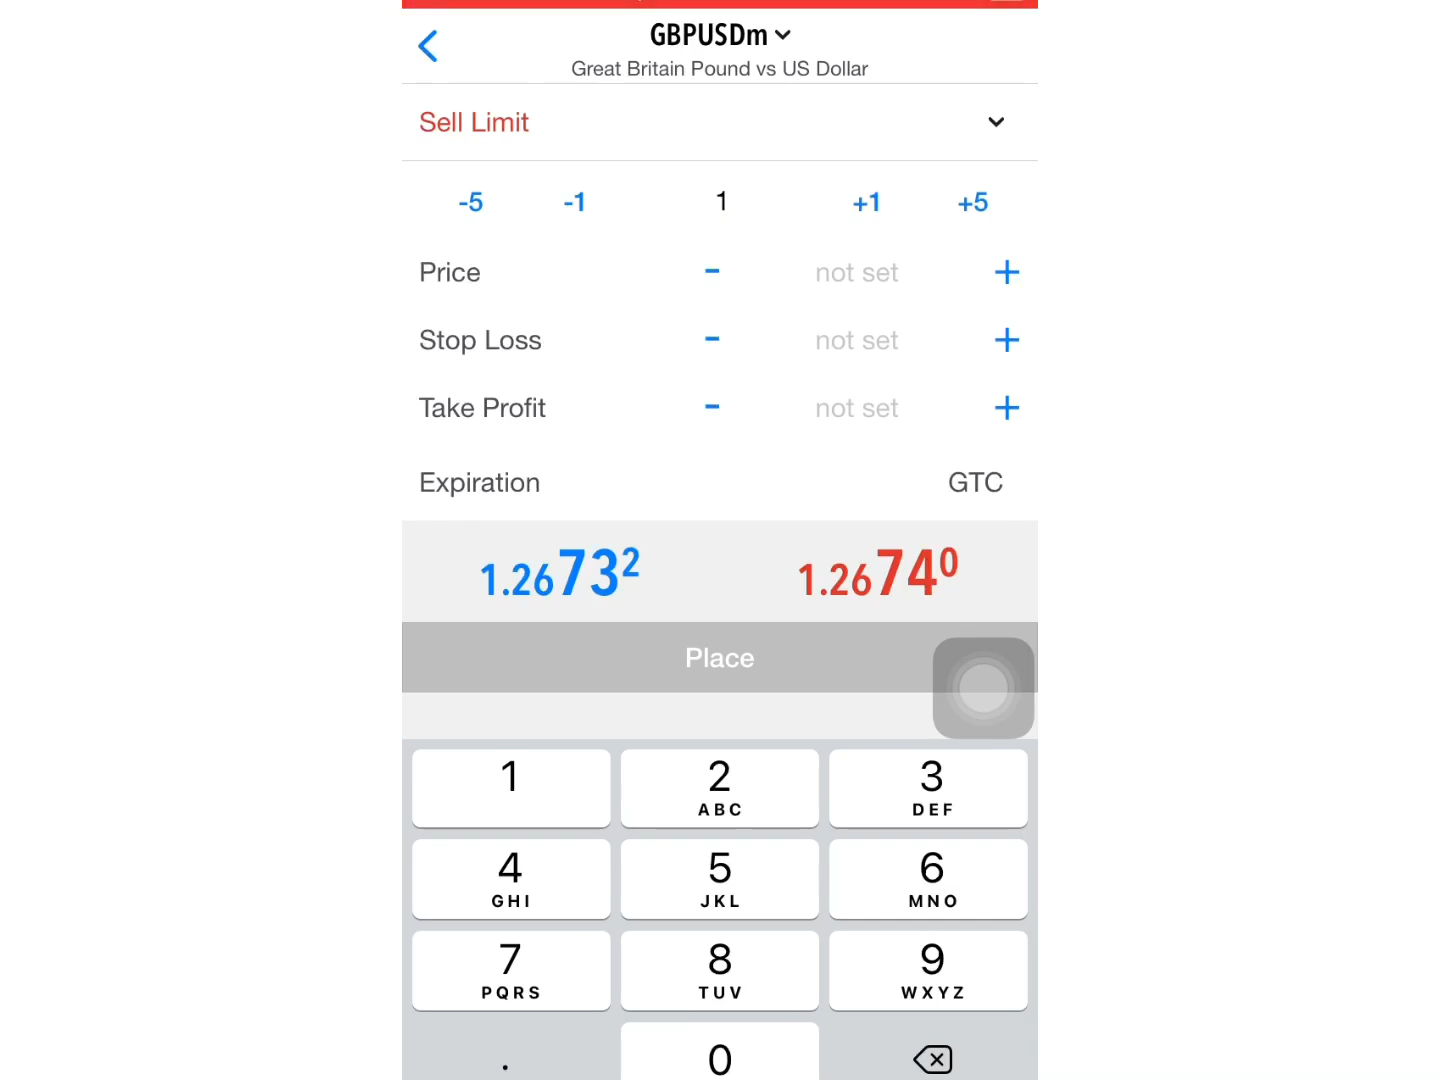 GBPUSDm
Great Britain Pound vs US Dollar
Sell Limit
-5 -1 1 +1 +5
Price - not set +
Stop Loss - not set +
Take Profit - not set +
Expiration GTC
1.26732 1.26740
Place
1 2 3
ABC DEF
4 5 6
GHI JKL MNO
7 8 9
PQRS TUV WXYZ
. 0